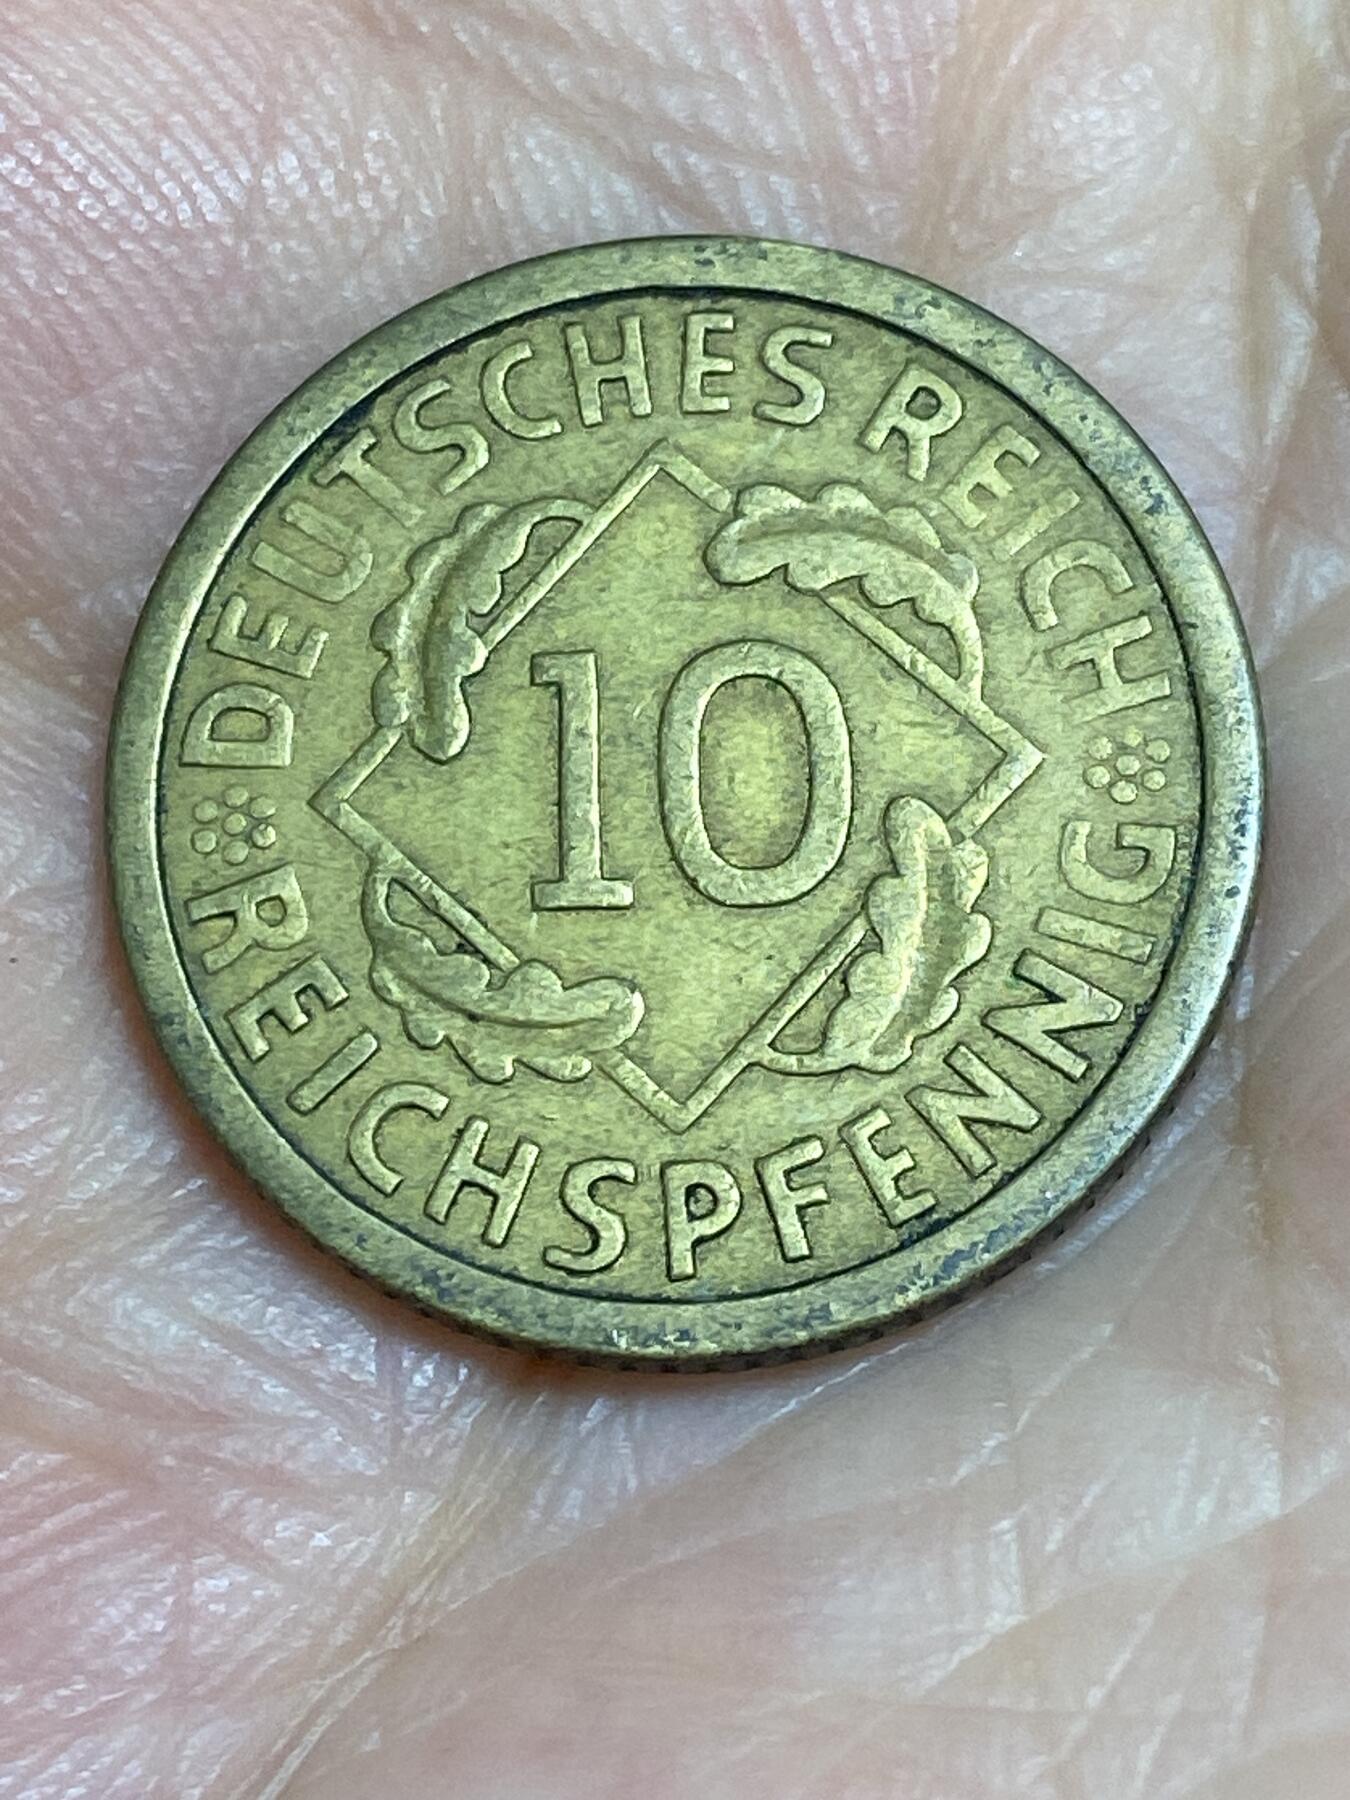 DEUTSCHES REICH
10
REICHSPFENNIG